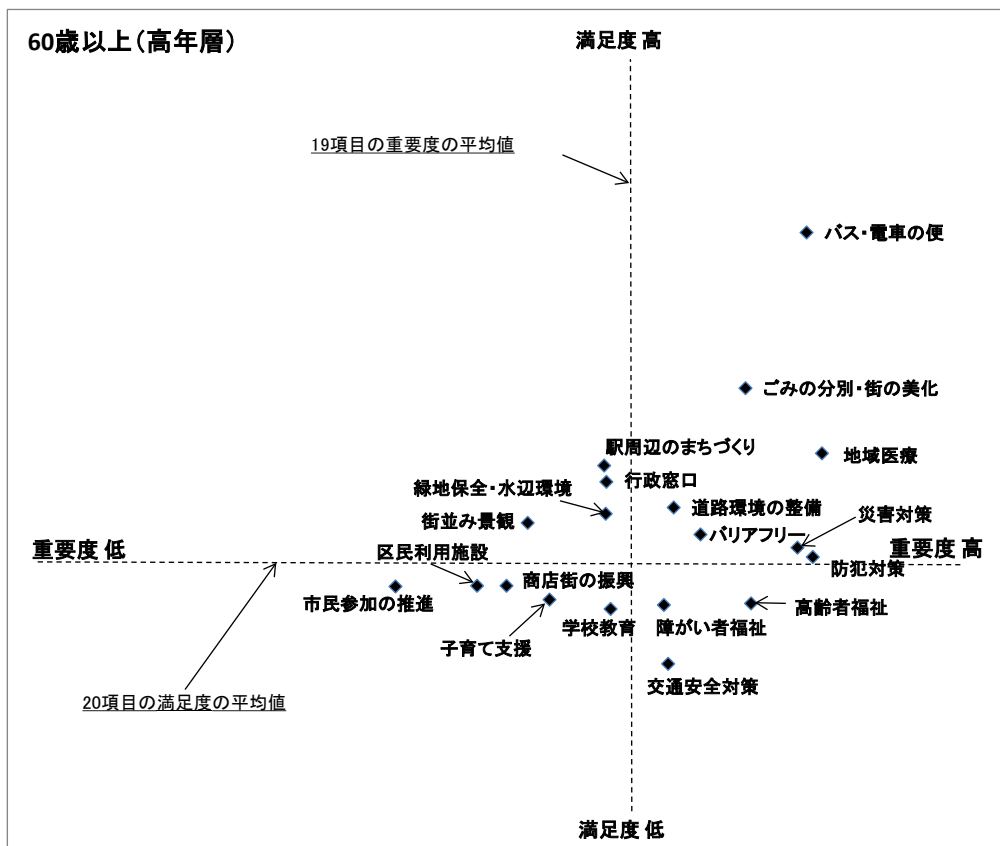 60歳以上（高年層）
満足度 高
19項目の重要度の平均値
バス・電車の便
ごみの分別・街の美化
駅周辺のまちづくり
地域医療
行政窓口
緑地保全・水辺環境
道路環境の整備
災害対策
街並み景観
バリアフリー
重要度 低
区民利用施設
重要度 高
防犯対策
商店街の振興
市民参加の推進
高齢者福祉
学校教育
障がい者福祉
子育て支援
交通安全対策
20項目の満足度の平均値
満足度 低